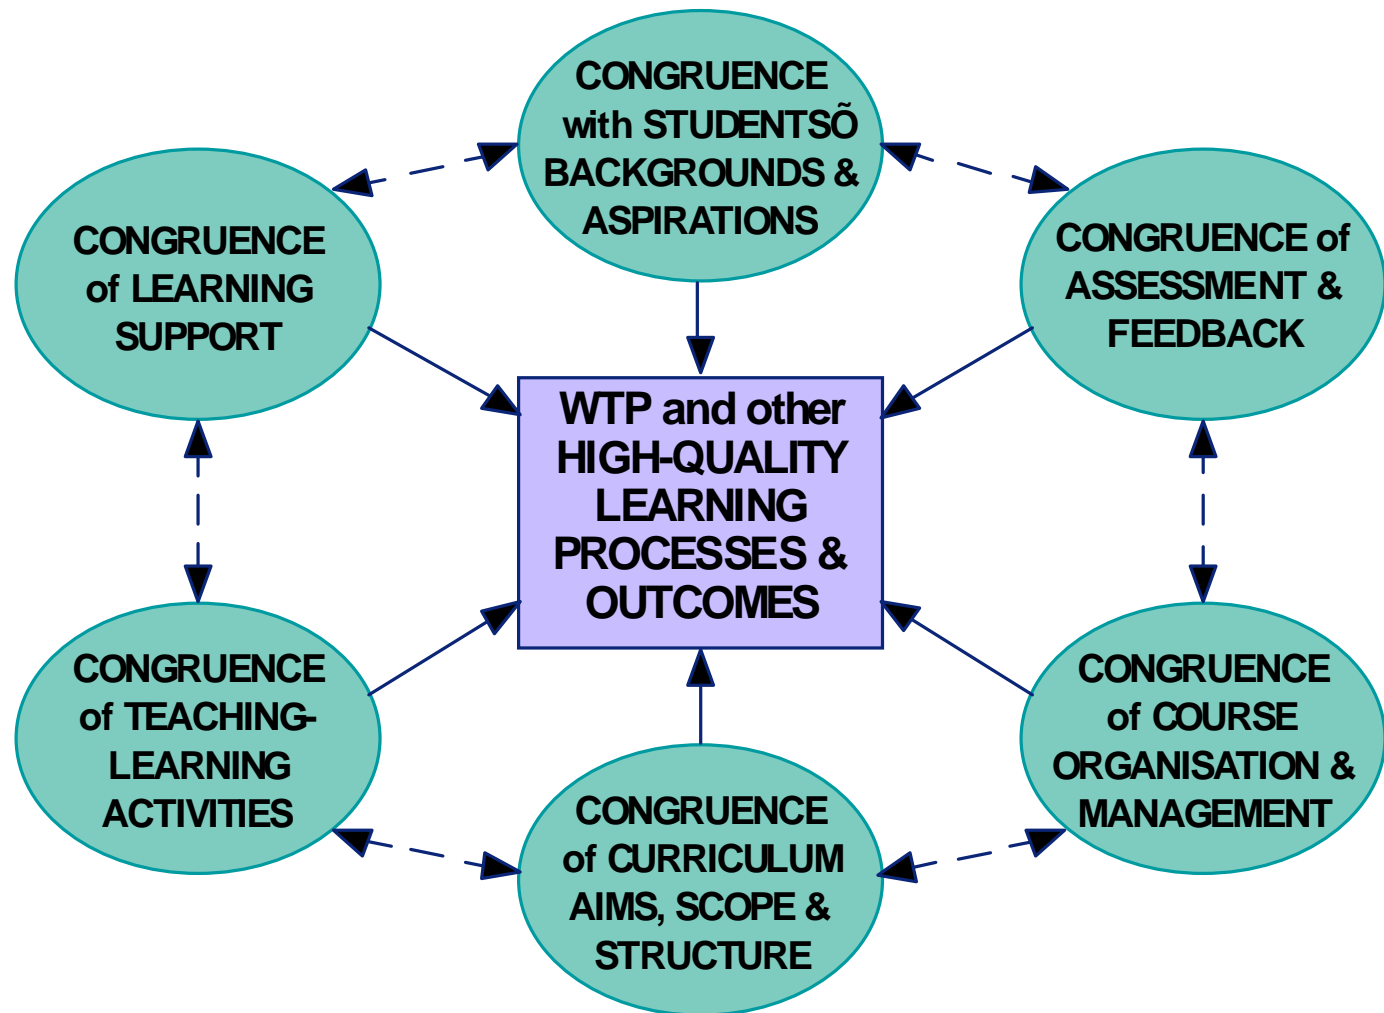 CONGRUENCE
with STUDENTSÕ
BACKGROUNDS &
ASPIRATIONS
CONGRUENCE
of LEARNING
SUPPORT
CONGRUENCE of
ASSESSMENT &
FEEDBACK
WTP and other
HIGH-QUALITY
LEARNING
PROCESSES &
OUTCOMES
CONGRUENCE
of TEACHING-
LEARNING
ACTIVITIES
CONGRUENCE
of COURSE
ORGANISATION &
MANAGEMENT
CONGRUENCE
of CURRICULUM
AIMS, SCOPE &
STRUCTURE